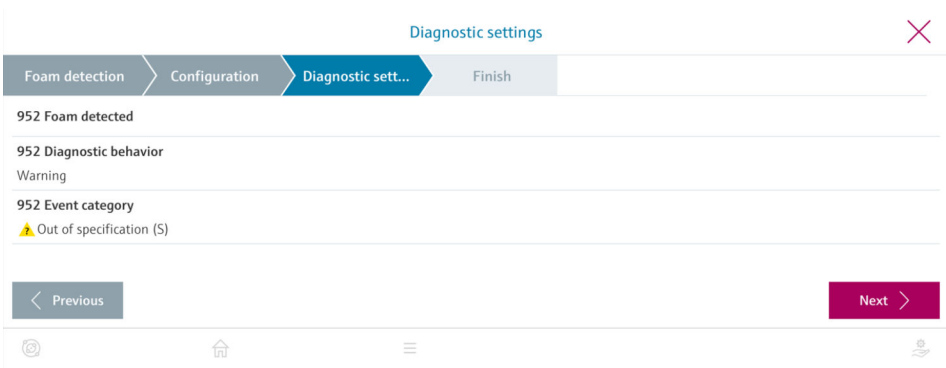 Diagnostic settings
Foam detection
Configuration
Diagnostic sett...
Finish
952 Foam detected
952 Diagnostic behavior
Warning
952 Event category
Out of specification (S)
Previous
Next